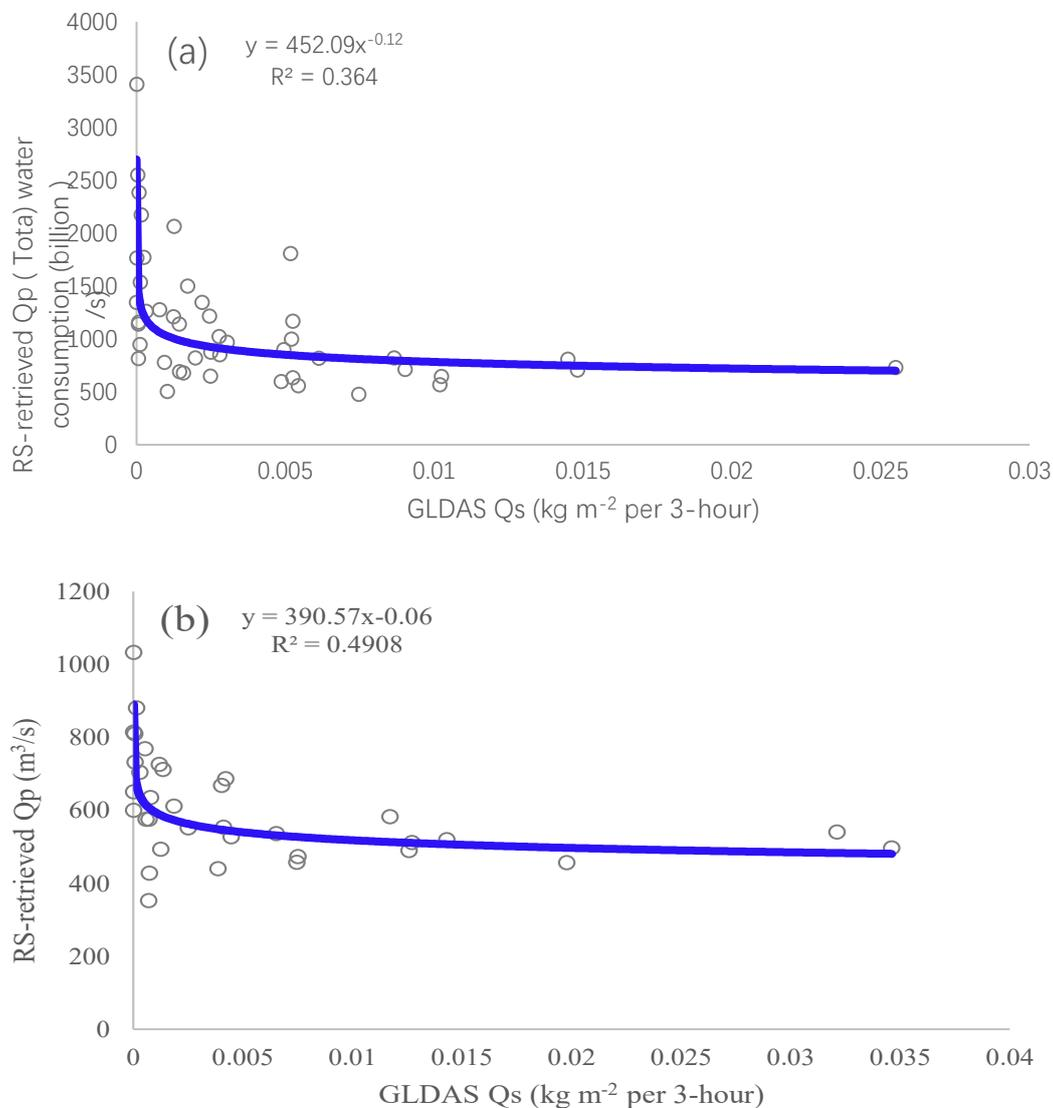 (a)
y = 452.09x⁻⁰·¹²
R² = 0.364
4000
3500
3000
2500
2000
1500
1000
500
0
RS-retrieved Qp ( Tota) water
consumption (billion )
/s)
0 0.005 0.01 0.015 0.02 0.025 0.03
GLDAS Qs (kg m⁻² per 3-hour)
(b)
y = 390.57x-0.06
R² = 0.4908
1200
1000
800
600
400
200
0
RS-retrieved Qp (m³/s)
0 0.005 0.01 0.015 0.02 0.025 0.03 0.035 0.04
GLDAS Qs (kg m⁻² per 3-hour)